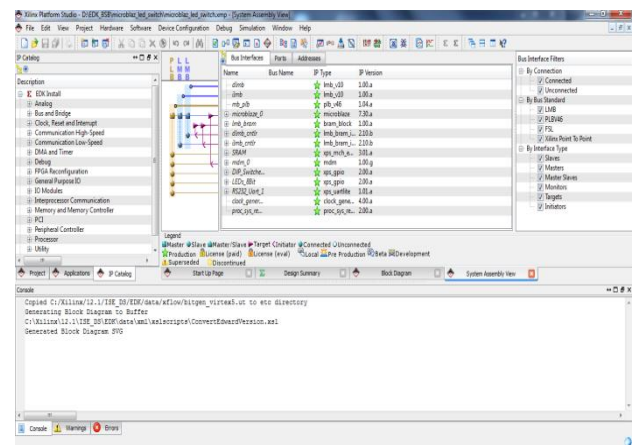 Xilinx Platform Studio - D:\EDK_BSB\microblaz_led_switch\microblaz_led_switch.xmp - [System Assembly View]
File Edit View Project Hardware Software Device Configuration Debug Simulation Window Help
IP Catalog
Description
EDK Install
Analog
Bus and Bridge
Clock, Reset and Interrupt
Communication High-Speed
Communication Low-Speed
DMA and Timer
Debug
FPGA Reconfiguration
General Purpose IO
IO Modules
Interprocessor Communication
Memory and Memory Controller
PCI
Peripheral Controller
Processor
Utility
Project Applications IP Catalog
P L L
L M M
B B B
Bus Interfaces Ports Addresses
Name Bus Name IP Type IP Version
dlmb lmb_v10 1.00.a
ilmb lmb_v10 1.00.a
mb_plb plb_v46 1.04.a
microblaze_0 microblaze 7.30.a
lmb_bram bram_block 1.00.a
dlmb_cntlr lmb_bram_i... 2.10.b
ilmb_cntlr lmb_bram_i... 2.10.b
SRAM xps_mch_e... 3.01.a
mdm_0 mdm 1.00.g
DIP_Switche... xps_gpio 2.00.a
LEDs_8Bit xps_gpio 2.00.a
RS232_Uart_1 xps_uartlite 1.01.a
clock_gener... clock_gene... 4.00.a
proc_sys_re... proc_sys_re... 2.00.a
Legend
Master Slave Master/Slave Target Initiator Connected Unconnected
Production License (paid) License (eval) Local Pre Production Beta Development
Superseded Discontinued
Start Up Page Design Summary Block Diagram System Assembly View
Bus Interface Filters
By Connection
Connected
Unconnected
By Bus Standard
LMB
PLBV46
FSL
Xilinx Point To Point
By Interface Type
Slaves
Masters
Master Slaves
Monitors
Targets
Initiators
Console
Copied C:/Xilinx/12.1/ISE_DS/EDK/data/xflow/bitgen_virtex5.ut to etc directory
Generating Block Diagram to Buffer
C:\Xilinx\12.1\ISE_DS\EDK\data\xml\xslscripts\ConvertEdwardVersion.xsl
Generated Block Diagram SVG
Console Warnings Errors